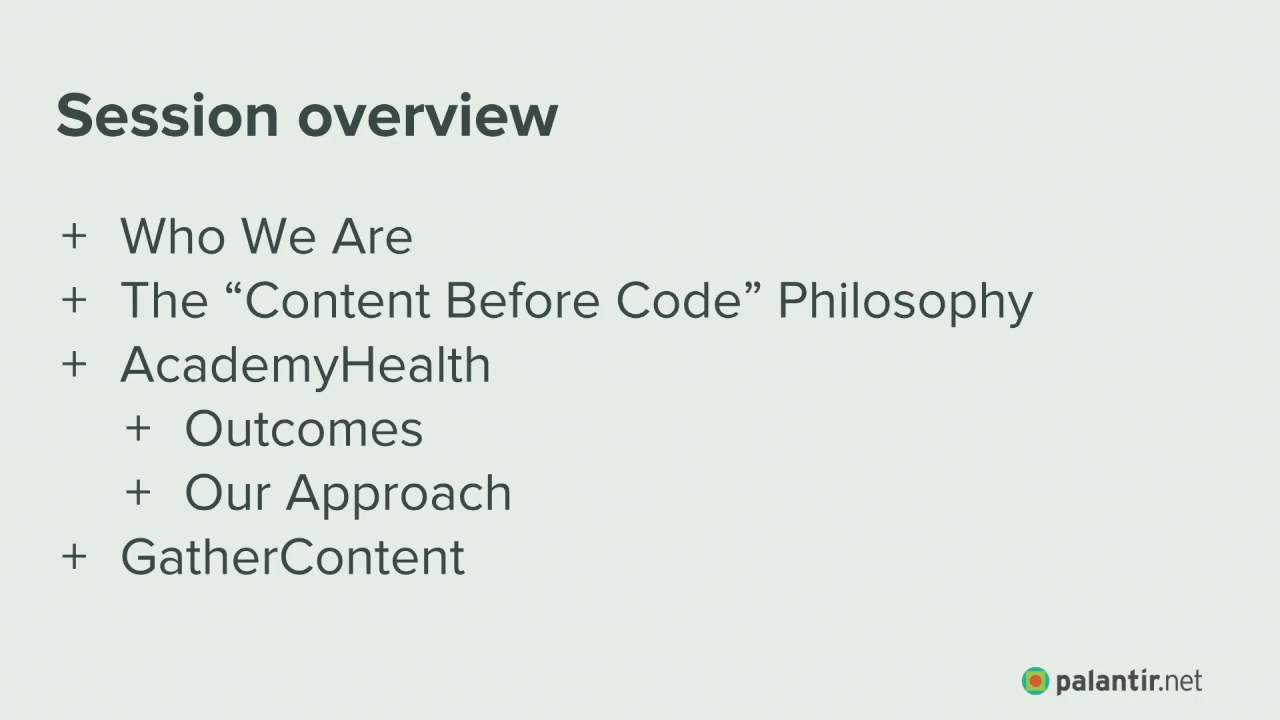 Session overview
+ Who We Are
+ The “Content Before Code” Philosophy
+ AcademyHealth
+ Outcomes
+ Our Approach
+ GatherContent
palantir.net